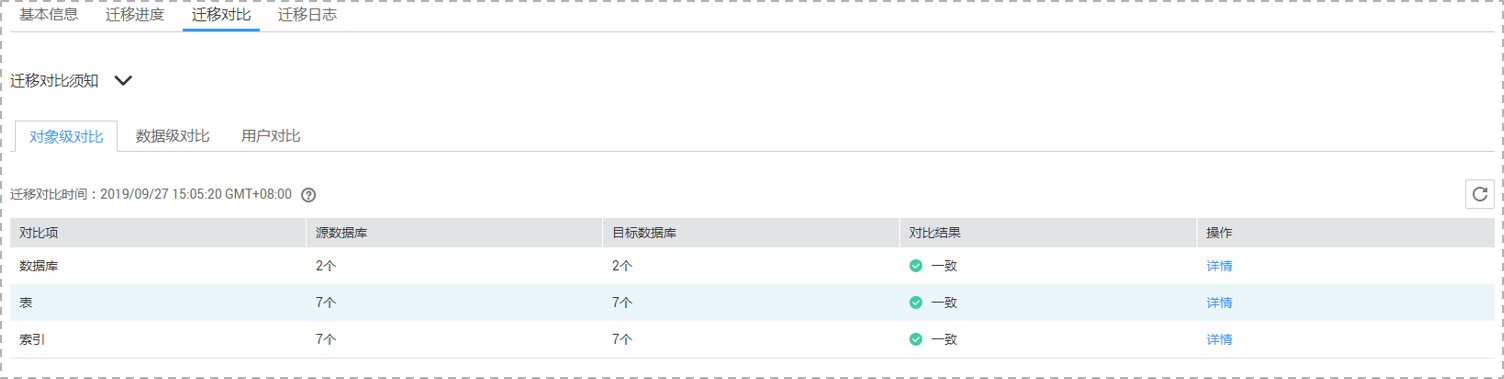 基本信息 迁移进度 迁移对比 迁移日志
迁移对比须知
对象级对比 数据级对比 用户对比
迁移对比时间：2019/09/27 15:05:20 GMT+08:00
对比项 源数据库 目标数据库 对比结果 操作
数据库 2个 2个 一致 详情
表 7个 7个 一致 详情
索引 7个 7个 一致 详情